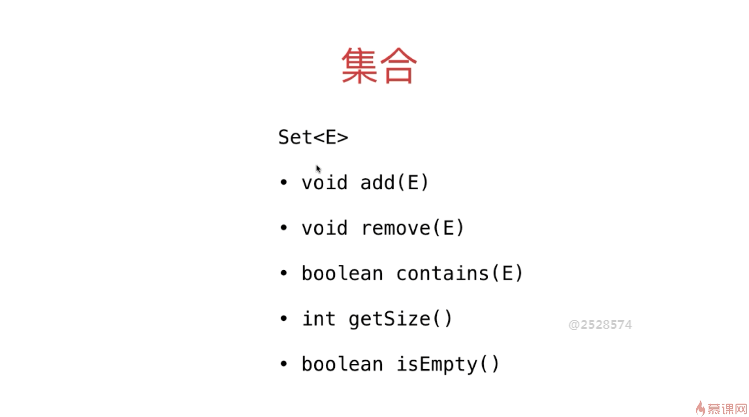 集合
Set<E>
• void add(E)
• void remove(E)
• boolean contains(E)
• int getSize()
@2528574
• boolean isEmpty()
慕课网